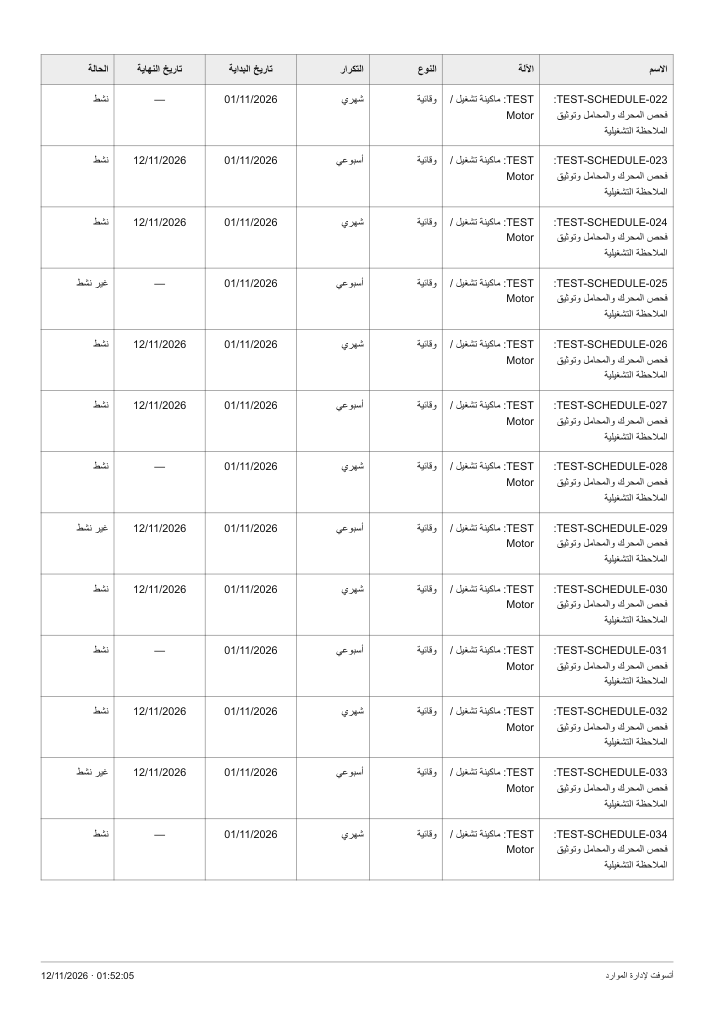 الاسم الآلة النوع التكرار تاريخ البداية تاريخ النهاية الحالة
TEST-SCHEDULE-022: TEST: ماكينة تشغيل / وقائية شهري 01/11/2026 — نشط
فحص المحرك والمحامل وتوثيق Motor
الملاحظة التشغيلية
TEST-SCHEDULE-023: TEST: ماكينة تشغيل / وقائية أسبوعي 01/11/2026 12/11/2026 نشط
فحص المحرك والمحامل وتوثيق Motor
الملاحظة التشغيلية
TEST-SCHEDULE-024: TEST: ماكينة تشغيل / وقائية شهري 01/11/2026 12/11/2026 نشط
فحص المحرك والمحامل وتوثيق Motor
الملاحظة التشغيلية
TEST-SCHEDULE-025: TEST: ماكينة تشغيل / وقائية أسبوعي 01/11/2026 — غير نشط
فحص المحرك والمحامل وتوثيق Motor
الملاحظة التشغيلية
TEST-SCHEDULE-026: TEST: ماكينة تشغيل / وقائية شهري 01/11/2026 12/11/2026 نشط
فحص المحرك والمحامل وتوثيق Motor
الملاحظة التشغيلية
TEST-SCHEDULE-027: TEST: ماكينة تشغيل / وقائية أسبوعي 01/11/2026 12/11/2026 نشط
فحص المحرك والمحامل وتوثيق Motor
الملاحظة التشغيلية
TEST-SCHEDULE-028: TEST: ماكينة تشغيل / وقائية شهري 01/11/2026 — نشط
فحص المحرك والمحامل وتوثيق Motor
الملاحظة التشغيلية
TEST-SCHEDULE-029: TEST: ماكينة تشغيل / وقائية أسبوعي 01/11/2026 12/11/2026 غير نشط
فحص المحرك والمحامل وتوثيق Motor
الملاحظة التشغيلية
TEST-SCHEDULE-030: TEST: ماكينة تشغيل / وقائية شهري 01/11/2026 12/11/2026 نشط
فحص المحرك والمحامل وتوثيق Motor
الملاحظة التشغيلية
TEST-SCHEDULE-031: TEST: ماكينة تشغيل / وقائية أسبوعي 01/11/2026 — نشط
فحص المحرك والمحامل وتوثيق Motor
الملاحظة التشغيلية
TEST-SCHEDULE-032: TEST: ماكينة تشغيل / وقائية شهري 01/11/2026 12/11/2026 نشط
فحص المحرك والمحامل وتوثيق Motor
الملاحظة التشغيلية
TEST-SCHEDULE-033: TEST: ماكينة تشغيل / وقائية أسبوعي 01/11/2026 12/11/2026 غير نشط
فحص المحرك والمحامل وتوثيق Motor
الملاحظة التشغيلية
TEST-SCHEDULE-034: TEST: ماكينة تشغيل / وقائية شهري 01/11/2026 — نشط
فحص المحرك والمحامل وتوثيق Motor
الملاحظة التشغيلية
أتسوفت لإدارة الموارد 12/11/2026 · 01:52:05